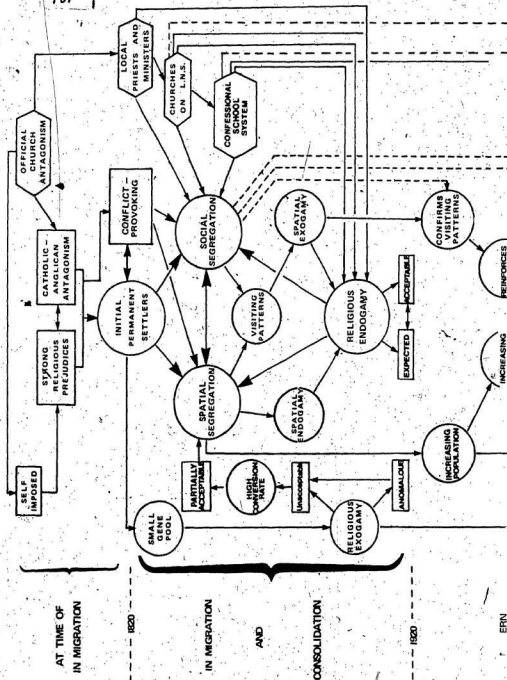 OFFICIAL
CHURCH
ANTAGONISM
LOCAL
PRIESTS AND
MINISTERS
CHURCHES
ON L.N.S.
CONFESSIONAL
SCHOOL
SYSTEM
SELF
IMPOSED
STRONG
RELIGIOUS
PREJUDICES
CATHOLIC-
ANGLICAN
ANTAGONISM
CONFLICT-
PROVOKING
INITIAL
PERMANENT
SETTLERS
SOCIAL
SEGREGATION
SPATIAL
SEGREGATION
VISITING
PATTERNS
SPATIAL
EXOGAMY
SPATIAL
ENDOGAMY
RELIGIOUS
ENDOGAMY
CONFIRMS
VISITING
PATTERNS
REINFORCES
EXPECTED
ACCEPTABLE
SMALL
GENE
POOL
PARTIALLY
ACCEPTABLE
HIGH
CONVERSION
RATE
Unacceptable
ANOMALOUS
RELIGIOUS
EXOGAMY
INCREASING
POPULATION
INCREASING
AT TIME OF
IN MIGRATION
1820
IN MIGRATION
AND
CONSOLIDATION
1920
ERN